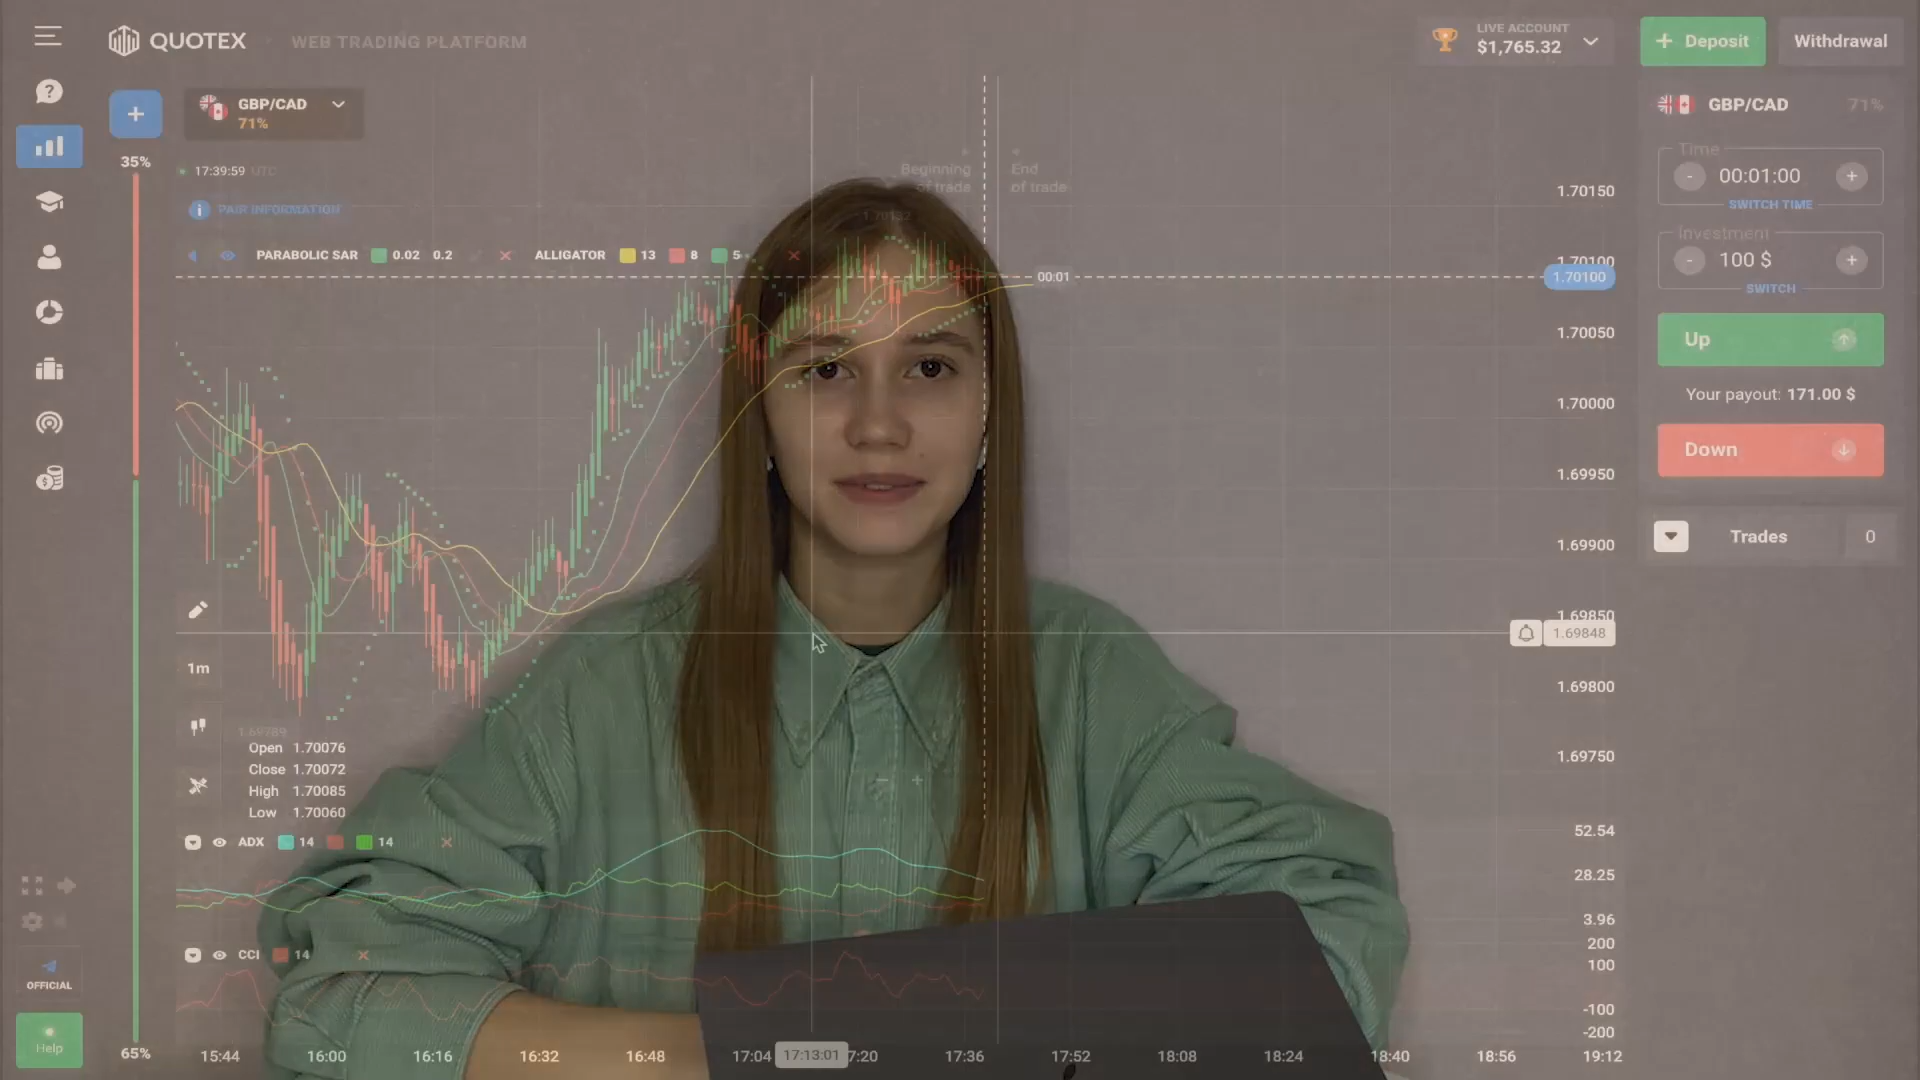 QUOTEX
WEB TRADING PLATFORM
LIVE ACCOUNT
$1,765.32
+ Deposit
Withdrawal
GBP/CAD
71%
35%
17:39:59 UTC
PAIR INFORMATION
PARABOLIC SAR 0.02 0.2
ALLIGATOR 13 8 5
Beginning
of trade
End
of trade
1.70132
00:01
1.70150
1.70100
1.70100
1.70050
1.70000
1.69950
1.69900
1.69850
1.69848
1.69800
1.69750
GBP/CAD 71%
Time
- 00:01:00 +
SWITCH TIME
Investment
- 100 $ +
SWITCH
Up
Your payout: 171.00 $
Down
Trades 0
1m
1.69789
Open 1.70076
Close 1.70072
High 1.70085
Low 1.70060
ADX 14 14
52.54
28.25
3.96
CCI 14
200
100
-100
-200
OFFICIAL
Help
65%
15:44 16:00 16:16 16:32 16:48 17:04 17:13:01 7:20 17:36 17:52 18:08 18:24 18:40 18:56 19:12